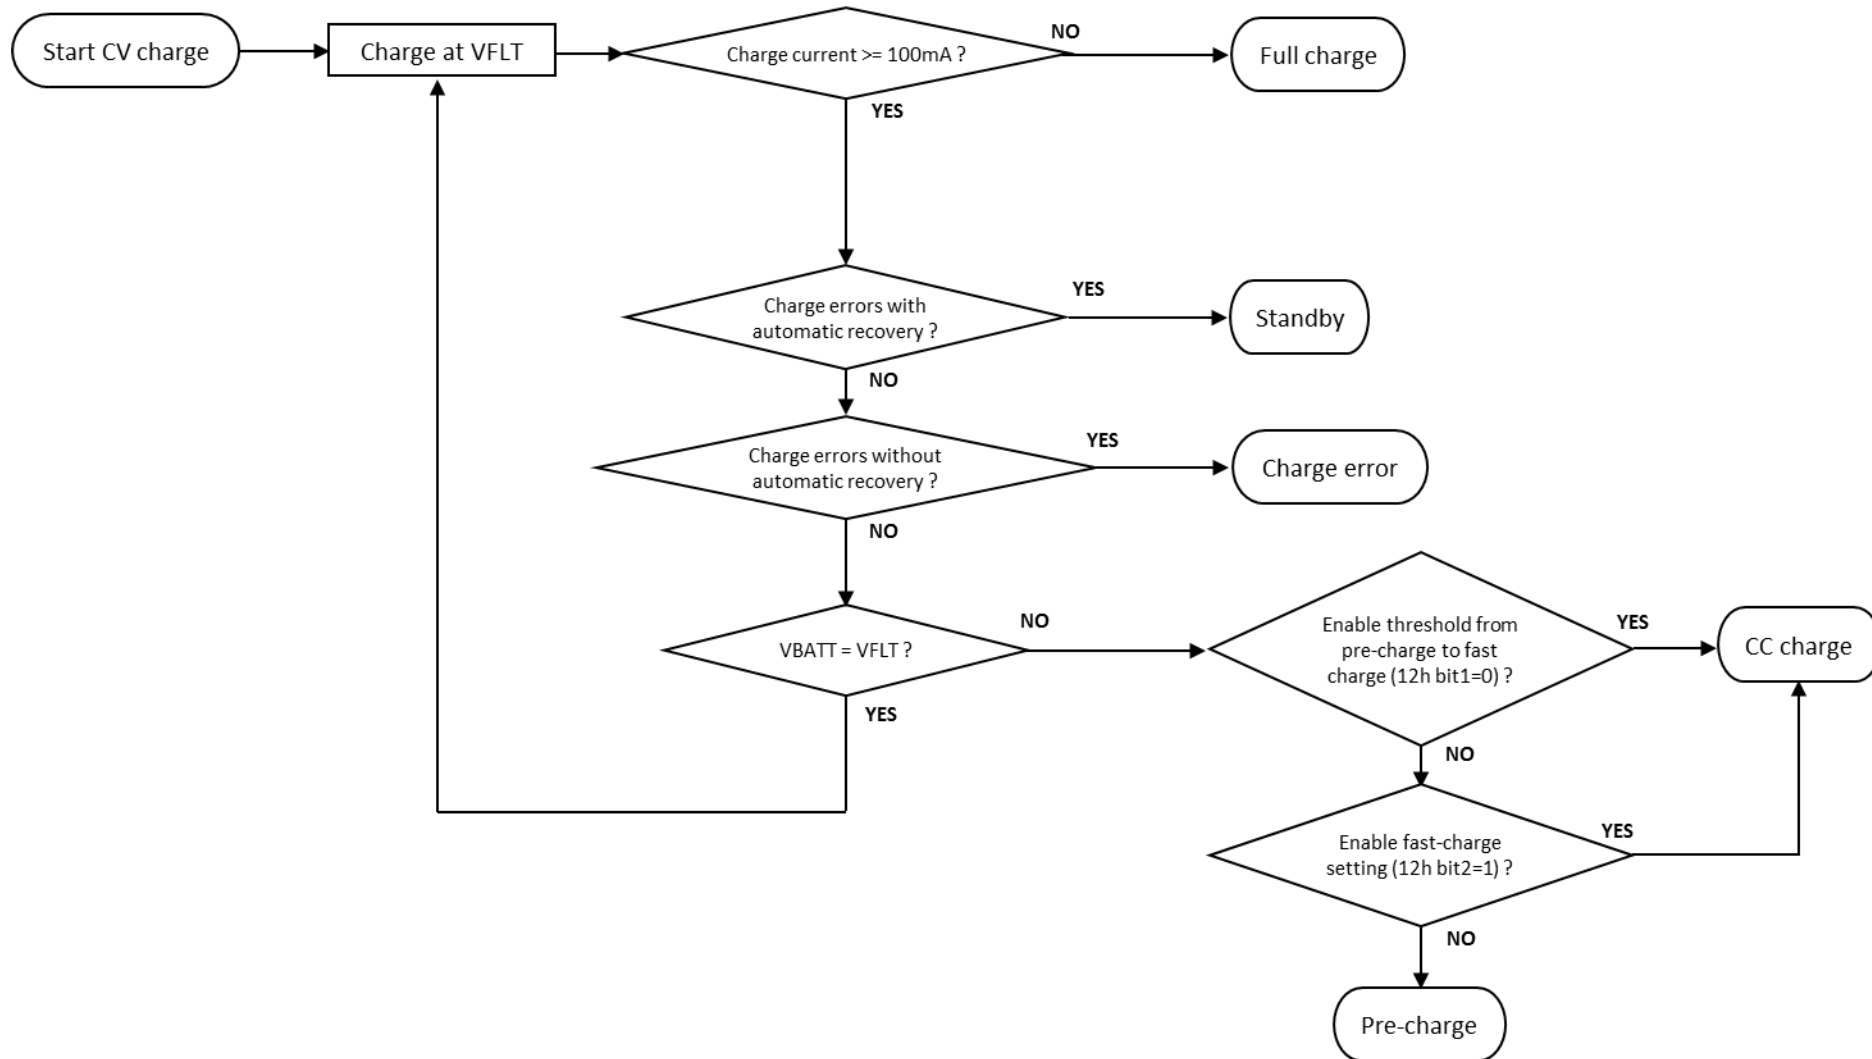 Start CV charge
Charge at VFLT
Charge current >= 100mA ?
NO
Full charge
YES
Charge errors with
automatic recovery ?
YES
Standby
NO
Charge errors without
automatic recovery ?
YES
Charge error
NO
VBATT = VFLT ?
NO
Enable threshold from
pre-charge to fast
charge (12h bit1=0) ?
YES
CC charge
YES
NO
Enable fast-charge
setting (12h bit2=1) ?
YES
NO
Pre-charge